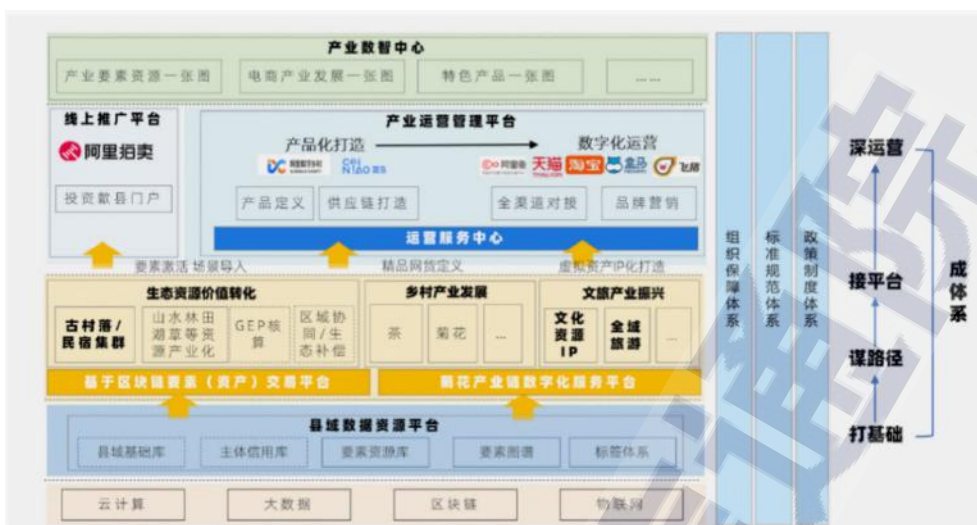 产业数智中心
产业要素资源一张图
电商产业发展一张图
特色产品一张图
……
线上推广平台
阿里拍卖
投资歙县门户
产业运营管理平台
产品化打造
数字化运营
天猫
淘宝
盒马
飞猪
产品定义
供应链打造
全渠道对接
品牌营销
运营服务中心
要素激活 场景导入
精品网货定义
虚拟资产IP化打造
生态资源价值转化
古村落/
民宿集群
山水林田
湖草等资
源产业化
GEP核
算
区域协
同/生
态补偿
乡村产业发展
茶
菊花
...
文旅产业振兴
文化
资源
IP
全域
旅游
...
基于区块链要素（资产）交易平台
菊花产业链数字化服务平台
县域数据资源平台
县域基础库
主体信用库
要素资源库
要素图谱
标签体系
云计算
大数据
区块链
物联网
组织保障体系
标准规范体系
政策制度体系
深运营
接平台
谋路径
打基础
成体系